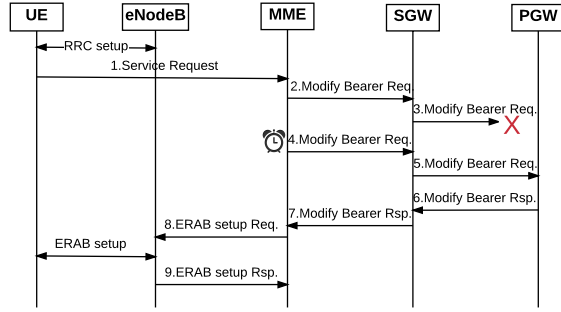 UE eNodeB MME SGW PGW
RRC setup
1.Service Request
2.Modify Bearer Req.
3.Modify Bearer Req.
X
4.Modify Bearer Req.
5.Modify Bearer Req.
6.Modify Bearer Rsp.
7.Modify Bearer Rsp.
8.ERAB setup Req.
ERAB setup
9.ERAB setup Rsp.